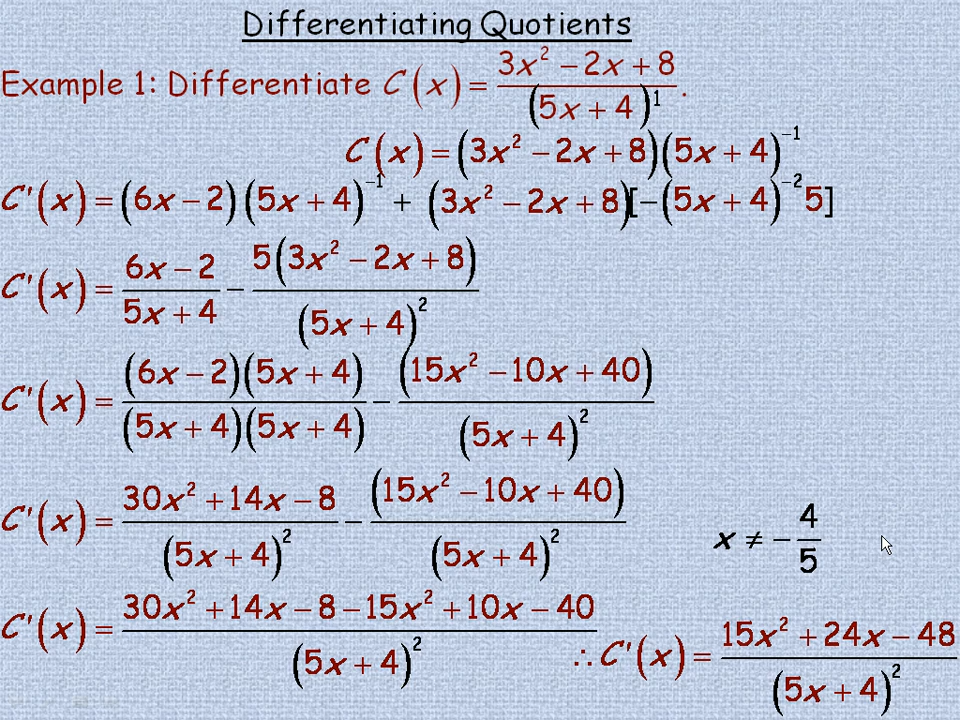 Differentiating Quotients
Example 1: Differentiate C(x) = (3x² − 2x + 8)/(5x + 4)¹.
C(x) = (3x² − 2x + 8)(5x + 4)⁻¹
C'(x) = (6x − 2)(5x + 4)⁻¹ + (3x² − 2x + 8)[−(5x + 4)⁻² 5]
C'(x) = (6x − 2)/(5x + 4) − 5(3x² − 2x + 8)/(5x + 4)²
C'(x) = (6x − 2)(5x + 4)/(5x + 4)(5x + 4) − (15x² − 10x + 40)/(5x + 4)²
C'(x) = (30x² + 14x − 8)/(5x + 4)² − (15x² − 10x + 40)/(5x + 4)²
x ≠ −4/5
C'(x) = (30x² + 14x − 8 − 15x² + 10x − 40)/(5x + 4)²
∴ C'(x) = (15x² + 24x − 48)/(5x + 4)²